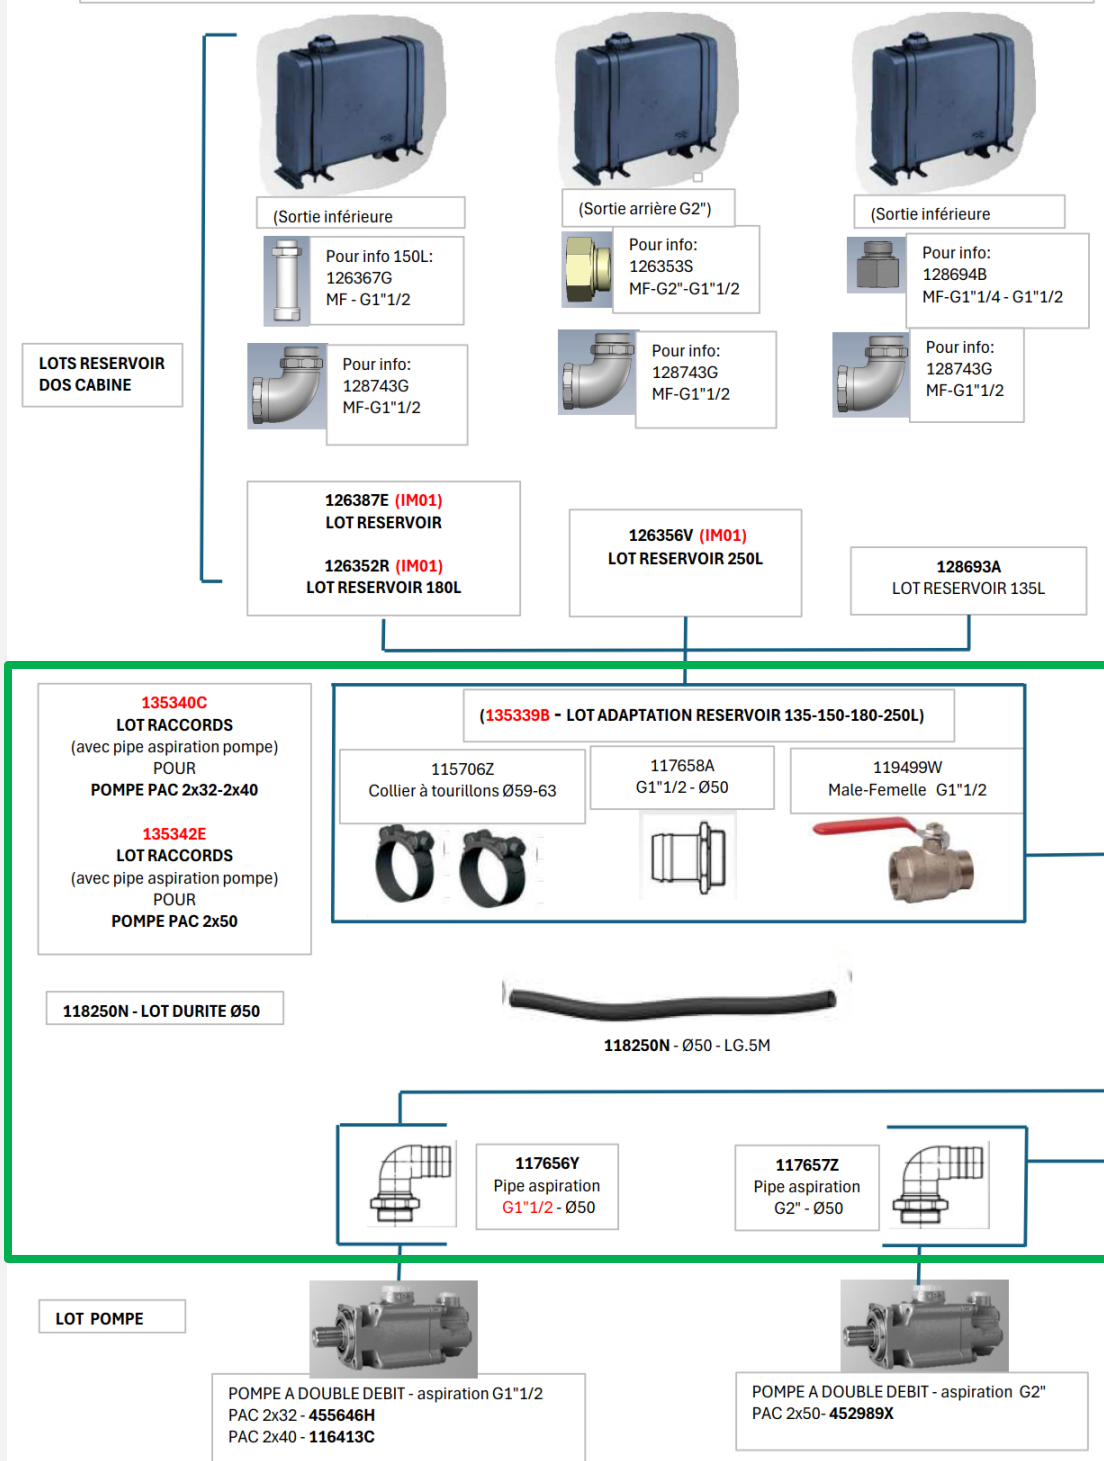 (Sortie inférieure
Pour info 150L:
126367G
MF - G1"1/2
Pour info:
128743G
MF-G1"1/2
(Sortie arrière G2")
Pour info:
126353S
MF-G2"-G1"1/2
Pour info:
128743G
MF-G1"1/2
(Sortie inférieure
Pour info:
128694B
MF-G1"1/4 - G1"1/2
Pour info:
128743G
MF-G1"1/2
LOTS RESERVOIR
DOS CABINE
126387E (IM01)
LOT RESERVOIR
126352R (IM01)
LOT RESERVOIR 180L
126356V (IM01)
LOT RESERVOIR 250L
128693A
LOT RESERVOIR 135L
135340C
LOT RACCORDS
(avec pipe aspiration pompe)
POUR
POMPE PAC 2x32-2x40
135342E
LOT RACCORDS
(avec pipe aspiration pompe)
POUR
POMPE PAC 2x50
(135339B - LOT ADAPTATION RESERVOIR 135-150-180-250L)
115706Z
Collier à tourillons Ø59-63
117658A
G1"1/2 - Ø50
119499W
Male-Femelle G1"1/2
118250N - LOT DURITE Ø50
118250N - Ø50 - LG.5M
117656Y
Pipe aspiration
G1"1/2 - Ø50
117657Z
Pipe aspiration
G2" - Ø50
LOT POMPE
POMPE A DOUBLE DEBIT - aspiration G1"1/2
PAC 2x32 - 455646H
PAC 2x40 - 116413C
POMPE A DOUBLE DEBIT - aspiration G2"
PAC 2x50- 452989X